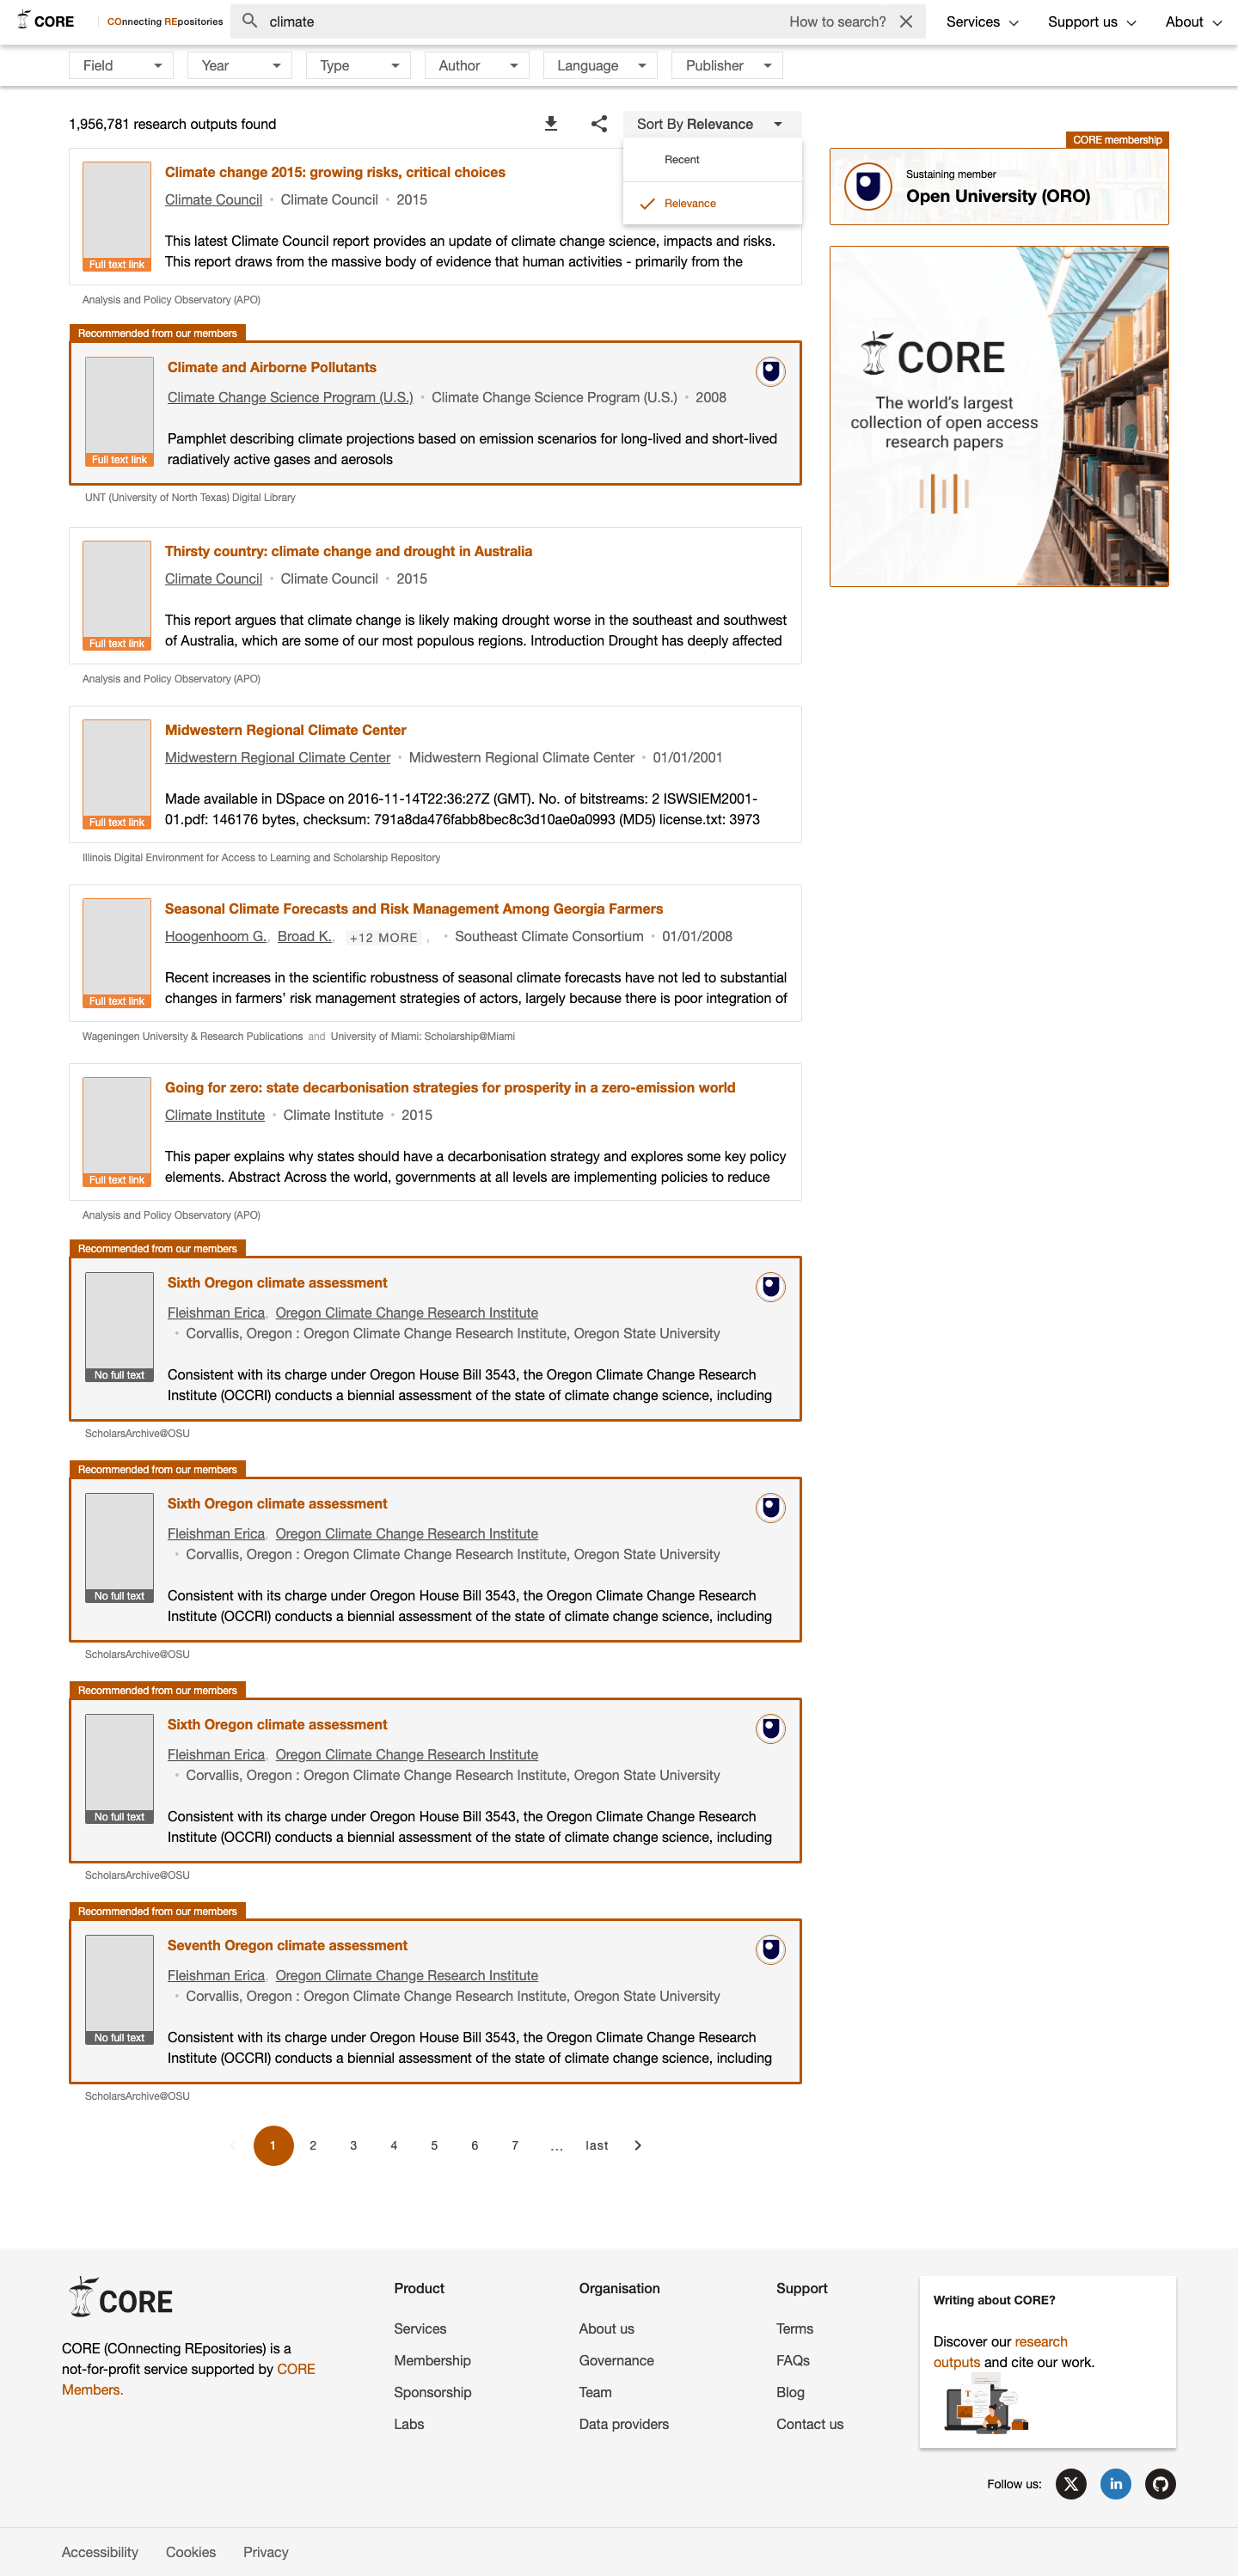 CORE
COnnecting REpositories
climate
How to search?
Services
Support us
About
Field
Year
Type
Author
Language
Publisher
1,956,781 research outputs found
Sort By Relevance
Recent
Relevance
CORE membership
Sustaining member
Open University (ORO)
CORE
The world's largest
collection of open access
research papers
Climate change 2015: growing risks, critical choices
Climate Council • Climate Council • 2015
This latest Climate Council report provides an update of climate change science, impacts and risks.
This report draws from the massive body of evidence that human activities - primarily from the
Full text link
Analysis and Policy Observatory (APO)
Recommended from our members
Climate and Airborne Pollutants
Climate Change Science Program (U.S.) • Climate Change Science Program (U.S.) • 2008
Pamphlet describing climate projections based on emission scenarios for long-lived and short-lived
radiatively active gases and aerosols
Full text link
UNT (University of North Texas) Digital Library
Thirsty country: climate change and drought in Australia
Climate Council • Climate Council • 2015
This report argues that climate change is likely making drought worse in the southeast and southwest
of Australia, which are some of our most populous regions. Introduction Drought has deeply affected
Full text link
Analysis and Policy Observatory (APO)
Midwestern Regional Climate Center
Midwestern Regional Climate Center • Midwestern Regional Climate Center • 01/01/2001
Made available in DSpace on 2016-11-14T22:36:27Z (GMT). No. of bitstreams: 2 ISWSIEM2001-
01.pdf: 146176 bytes, checksum: 791a8da476fabb8bec8c3d10ae0a0993 (MD5) license.txt: 3973
Full text link
Illinois Digital Environment for Access to Learning and Scholarship Repository
Seasonal Climate Forecasts and Risk Management Among Georgia Farmers
Hoogenhoom G., Broad K., +12 MORE , • Southeast Climate Consortium • 01/01/2008
Recent increases in the scientific robustness of seasonal climate forecasts have not led to substantial
changes in farmers' risk management strategies of actors, largely because there is poor integration of
Full text link
Wageningen University & Research Publications and University of Miami: Scholarship@Miami
Going for zero: state decarbonisation strategies for prosperity in a zero-emission world
Climate Institute • Climate Institute • 2015
This paper explains why states should have a decarbonisation strategy and explores some key policy
elements. Abstract Across the world, governments at all levels are implementing policies to reduce
Full text link
Analysis and Policy Observatory (APO)
Recommended from our members
Sixth Oregon climate assessment
Fleishman Erica, Oregon Climate Change Research Institute
• Corvallis, Oregon : Oregon Climate Change Research Institute, Oregon State University
Consistent with its charge under Oregon House Bill 3543, the Oregon Climate Change Research
Institute (OCCRI) conducts a biennial assessment of the state of climate change science, including
No full text
ScholarsArchive@OSU
Recommended from our members
Sixth Oregon climate assessment
Fleishman Erica, Oregon Climate Change Research Institute
• Corvallis, Oregon : Oregon Climate Change Research Institute, Oregon State University
Consistent with its charge under Oregon House Bill 3543, the Oregon Climate Change Research
Institute (OCCRI) conducts a biennial assessment of the state of climate change science, including
No full text
ScholarsArchive@OSU
Recommended from our members
Sixth Oregon climate assessment
Fleishman Erica, Oregon Climate Change Research Institute
• Corvallis, Oregon : Oregon Climate Change Research Institute, Oregon State University
Consistent with its charge under Oregon House Bill 3543, the Oregon Climate Change Research
Institute (OCCRI) conducts a biennial assessment of the state of climate change science, including
No full text
ScholarsArchive@OSU
Recommended from our members
Seventh Oregon climate assessment
Fleishman Erica, Oregon Climate Change Research Institute
• Corvallis, Oregon : Oregon Climate Change Research Institute, Oregon State University
Consistent with its charge under Oregon House Bill 3543, the Oregon Climate Change Research
Institute (OCCRI) conducts a biennial assessment of the state of climate change science, including
No full text
ScholarsArchive@OSU
1 2 3 4 5 6 7 ... last
CORE
CORE (COnnecting REpositories) is a
not-for-profit service supported by CORE
Members.
Product
Services
Membership
Sponsorship
Labs
Organisation
About us
Governance
Team
Data providers
Support
Terms
FAQs
Blog
Contact us
Writing about CORE?
Discover our research
outputs and cite our work.
T
Follow us:
in
Accessibility
Cookies
Privacy